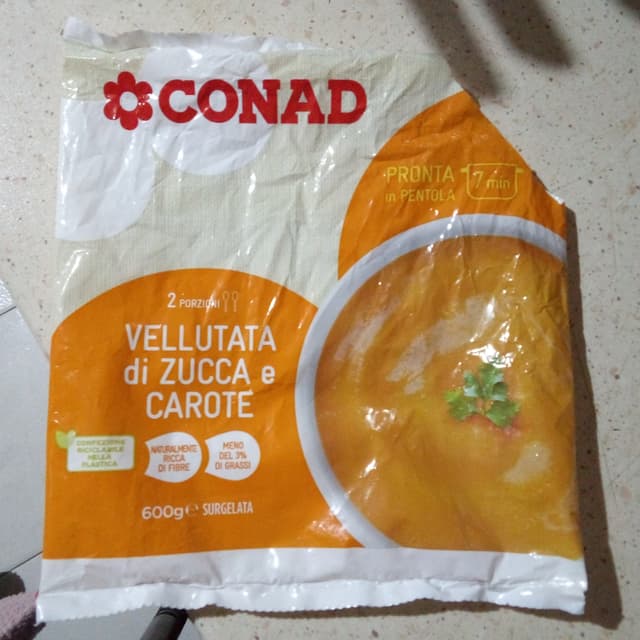 CONAD
PRONTA
in PENTOLA
7 min
2 PORZIONI
VELLUTATA
di ZUCCA e
CAROTE
CONFEZIONE
RICICLABILE
NELLA
PLASTICA
NATURALMENTE
RICCA
DI FIBRE
MENO
DEL 3%
DI GRASSI
600g e SURGELATA